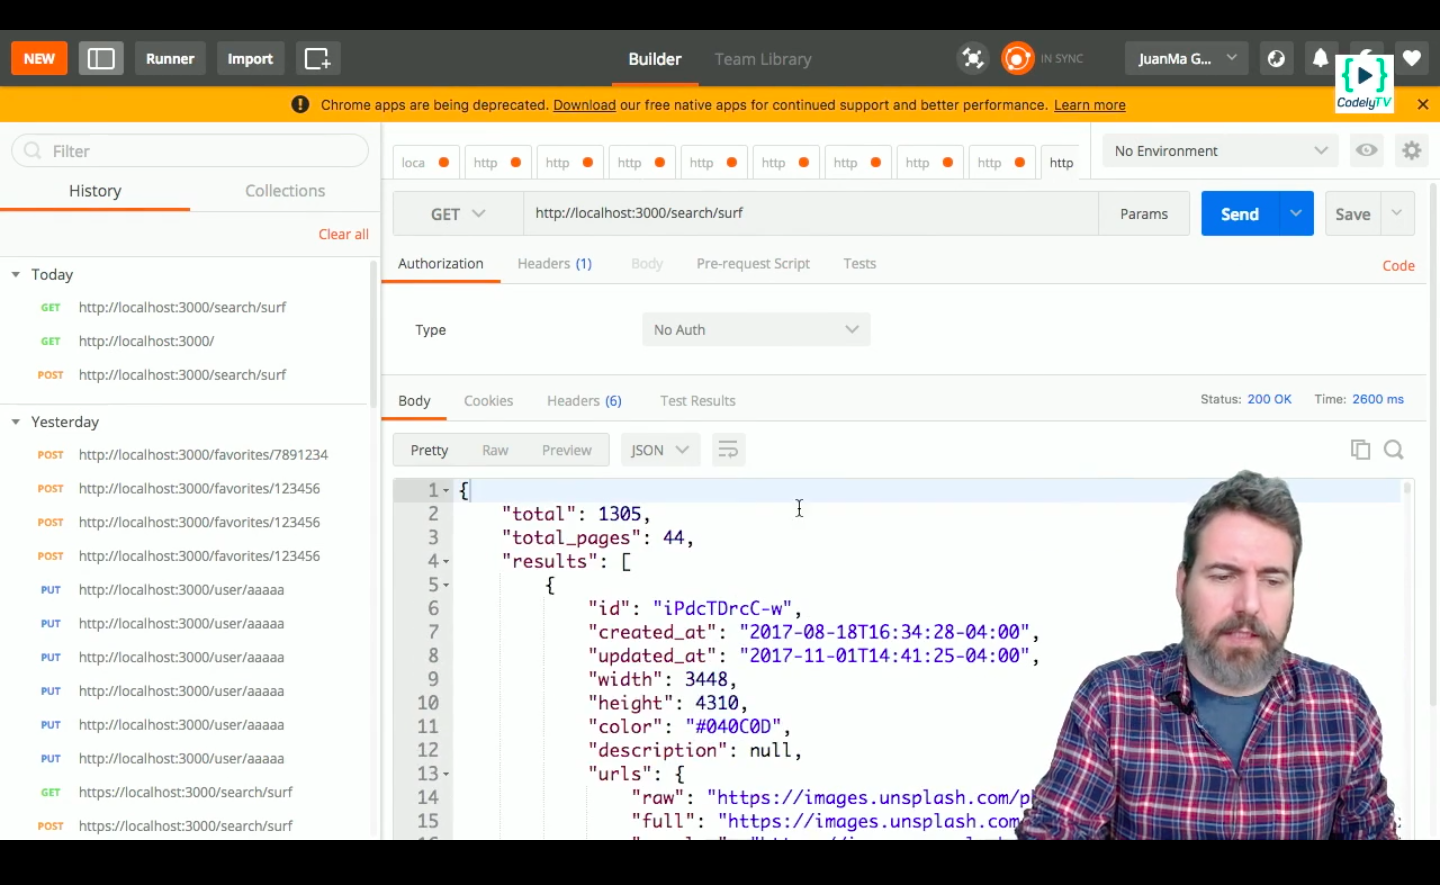 NEW
Runner
Import
Builder
Team Library
IN SYNC
JuanMa G...
{▶}
CodelyTV
! Chrome apps are being deprecated. Download our free native apps for continued support and better performance. Learn more
Filter
History
Collections
Clear all
Today
GET http://localhost:3000/search/surf
GET http://localhost:3000/
POST http://localhost:3000/search/surf
Yesterday
POST http://localhost:3000/favorites/7891234
POST http://localhost:3000/favorites/123456
POST http://localhost:3000/favorites/123456
POST http://localhost:3000/favorites/123456
PUT http://localhost:3000/user/aaaaa
PUT http://localhost:3000/user/aaaaa
PUT http://localhost:3000/user/aaaaa
PUT http://localhost:3000/user/aaaaa
PUT http://localhost:3000/user/aaaaa
PUT http://localhost:3000/user/aaaaa
GET https://localhost:3000/search/surf
POST https://localhost:3000/search/surf
loca http http http http http http http http http
No Environment
GET http://localhost:3000/search/surf Params Send Save
Authorization Headers (1) Body Pre-request Script Tests Code
Type No Auth
Body Cookies Headers (6) Test Results Status: 200 OK Time: 2600 ms
Pretty Raw Preview JSON
1 {
2 "total": 1305,
3 "total_pages": 44,
4 "results": [
5 {
6 "id": "iPdcTDrcC-w",
7 "created_at": "2017-08-18T16:34:28-04:00",
8 "updated_at": "2017-11-01T14:41:25-04:00",
9 "width": 3448,
10 "height": 4310,
11 "color": "#040C0D",
12 "description": null,
13 "urls": {
14 "raw": "https://images.unsplash.com/p
15 "full": "https://images.unsplash.com